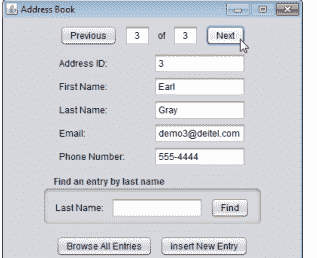 Address Book
Previous 3 of 3 Next
Address ID: 3
First Name: Earl
Last Name: Gray
Email: demo3@deitel.com
Phone Number: 555-4444
Find an entry by last name
Last Name: Find
Browse All Entries Insert New Entry